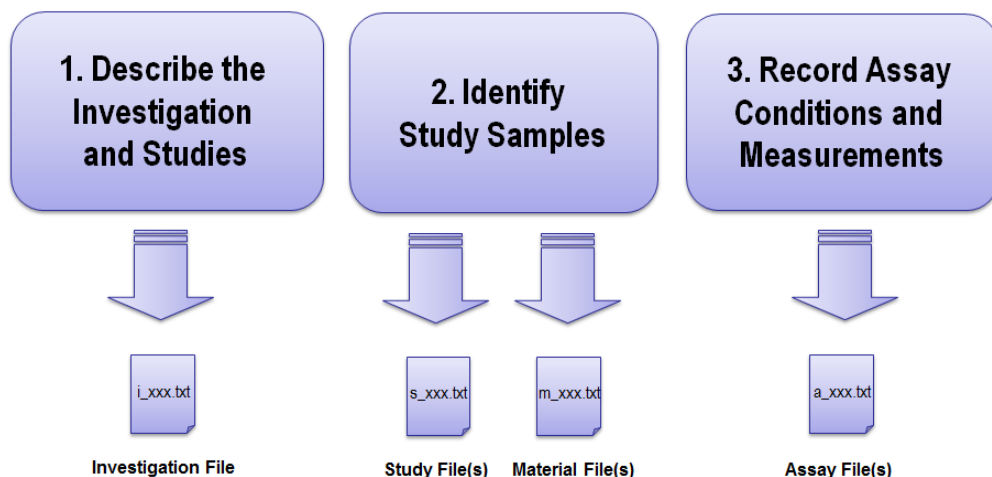 1. Describe the
Investigation
and Studies
2. Identify
Study Samples
3. Record Assay
Conditions and
Measurements
i_xxx.txt
s_xxx.txt
m_xxx.txt
a_xxx.txt
Investigation File
Study File(s)
Material File(s)
Assay File(s)